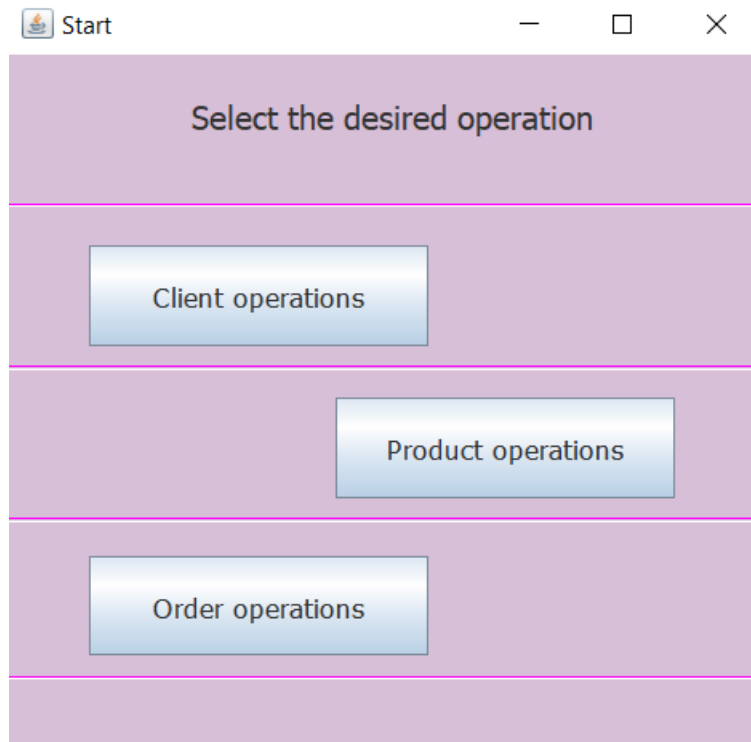 Start
Select the desired operation
Client operations
Product operations
Order operations